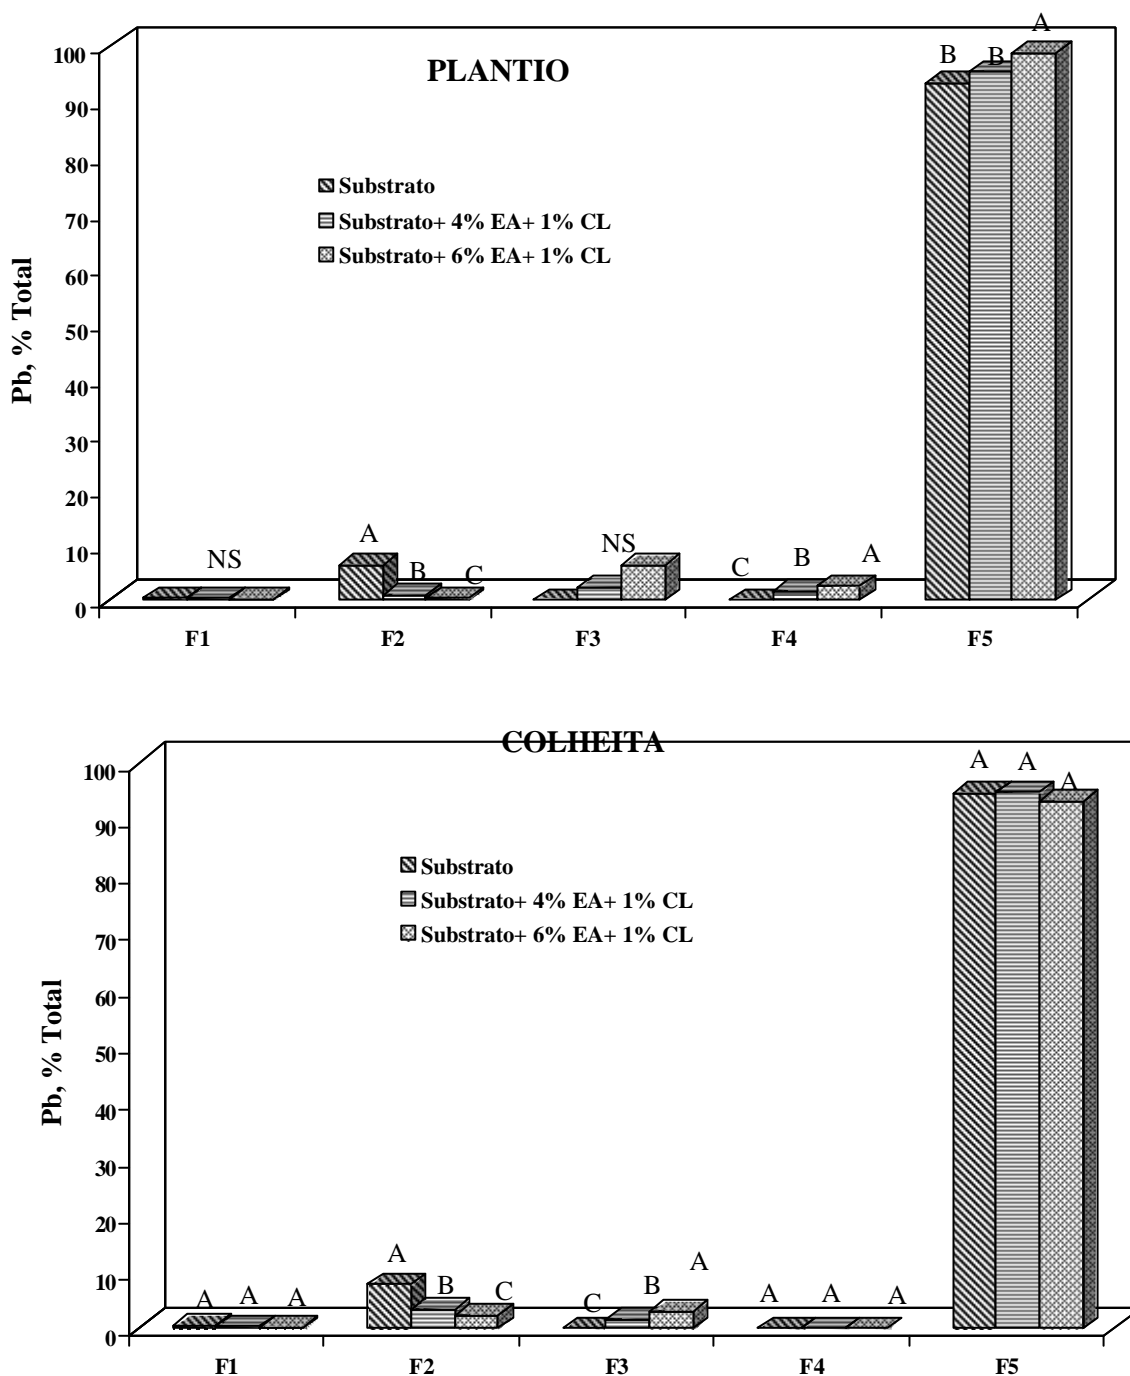 PLANTIO
Pb, % Total
100
90
80
70
60
50
40
30
20
10
0
Substrato
Substrato+ 4% EA+ 1% CL
Substrato+ 6% EA+ 1% CL
NS
A
B
C
NS
C
B
A
B
B
A
F1
F2
F3
F4
F5
COLHEITA
Pb, % Total
100
90
80
70
60
50
40
30
20
10
0
Substrato
Substrato+ 4% EA+ 1% CL
Substrato+ 6% EA+ 1% CL
A
A
A
A
B
C
C
B
A
A
A
A
A
A
A
F1
F2
F3
F4
F5